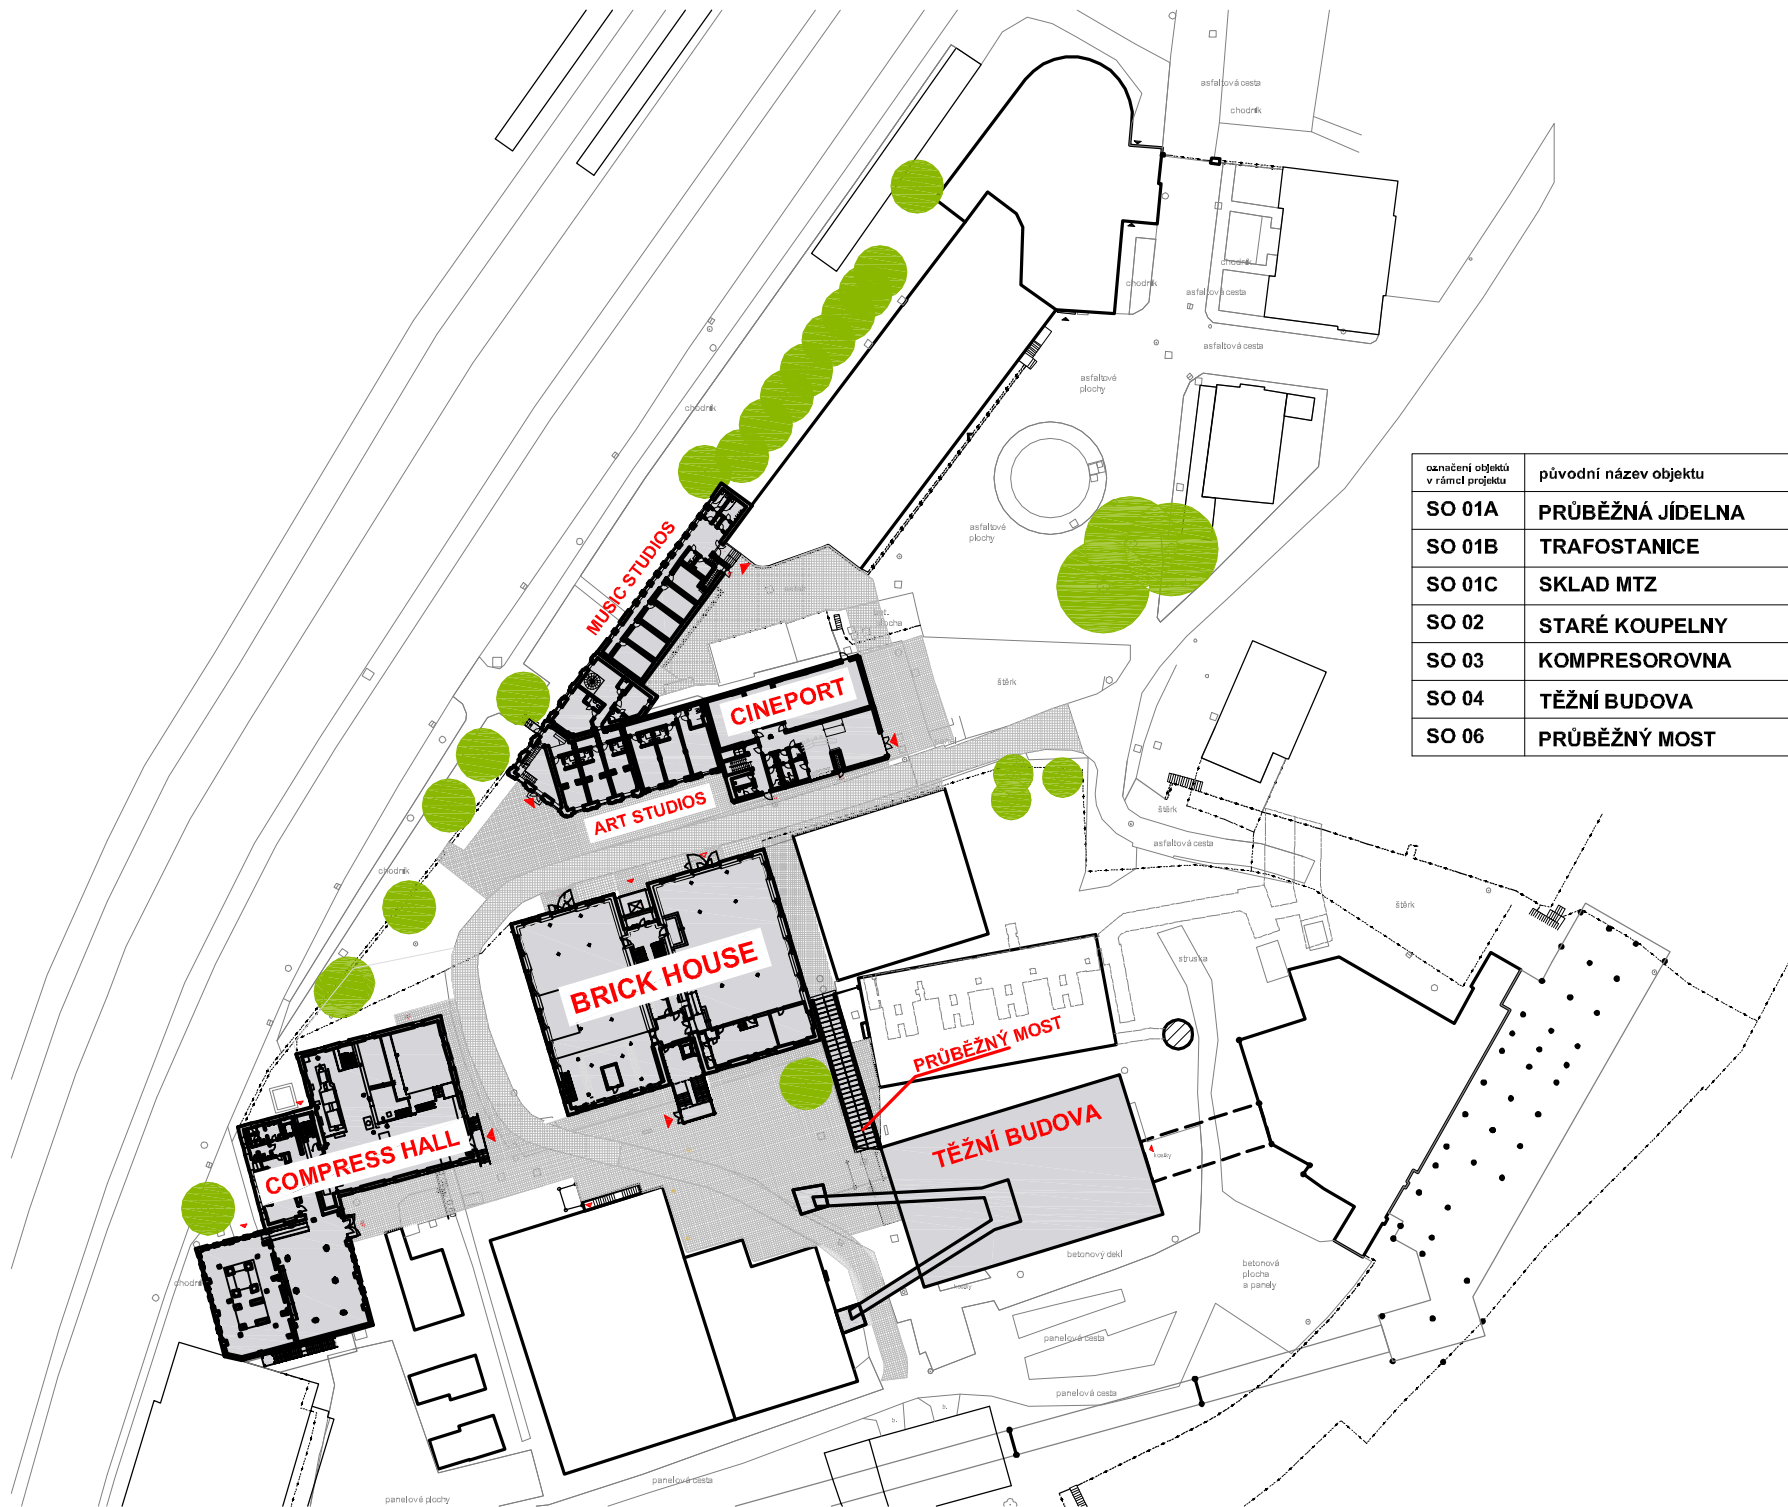 asfaltová cesta
chodník
chodník
asfaltová cesta
chodník
asfaltová cesta
asfaltové
plochy
chodník
označení objektů
v rámci projektu
původní název objektu
SO 01A
PRŮBĚŽNÁ JÍDELNA
SO 01B
TRAFOSTANICE
SO 01C
SKLAD MTZ
SO 02
STARÉ KOUPELNY
SO 03
KOMPRESOROVNA
SO 04
TĚŽNÍ BUDOVA
SO 06
PRŮBĚŽNÝ MOST
asfaltové
plochy
MUSIC STUDIOS
štěrk
CINEPORT
ART STUDIOS
štěrk
asfaltová cesta
chodník
štěrk
BRICK HOUSE
struska
PRŮBĚŽNÝ MOST
TĚŽNÍ BUDOVA
COMPRESS HALL
betonový dekl
betonová
plocha
a panely
chodník
panelová cesta
panelová cesta
panelová cesta
panelové plochy